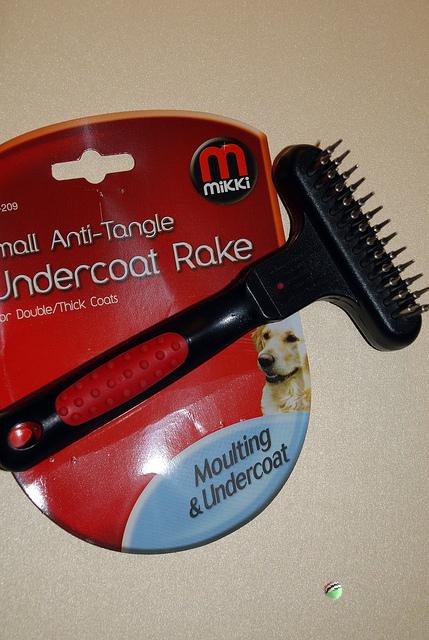 m
mikki
-209
mall Anti-Tangle
Undercoat Rake
or Double/Thick Coats
Moulting
& Undercoat